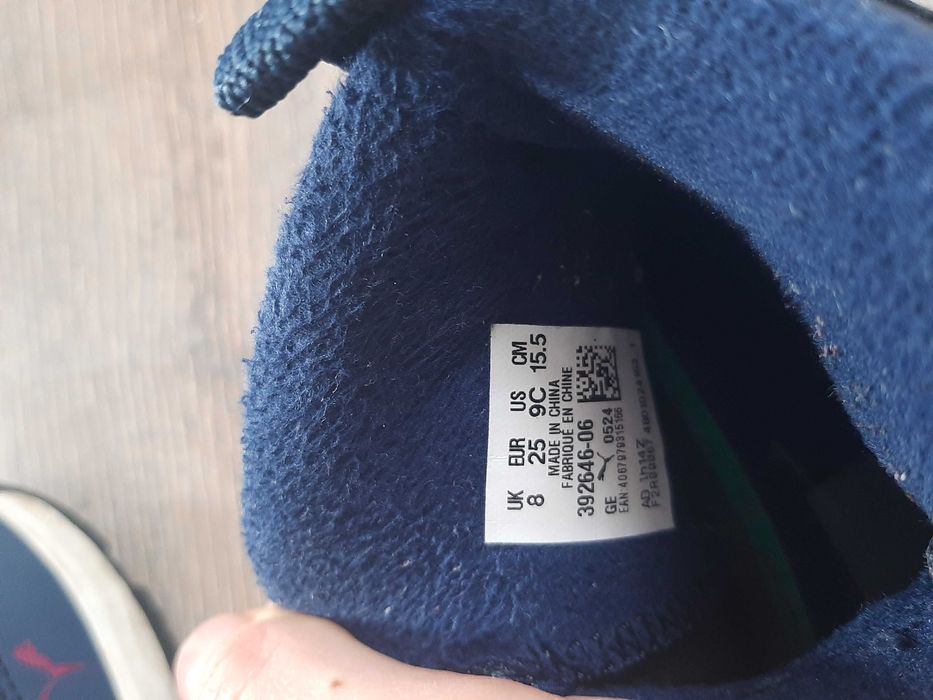 UK EUR US CM
8 25 9C 15.5
MADE IN CHINA
FABRIQUÉ EN CHINE
392646-06
GE 0524
EAN 4067979315166